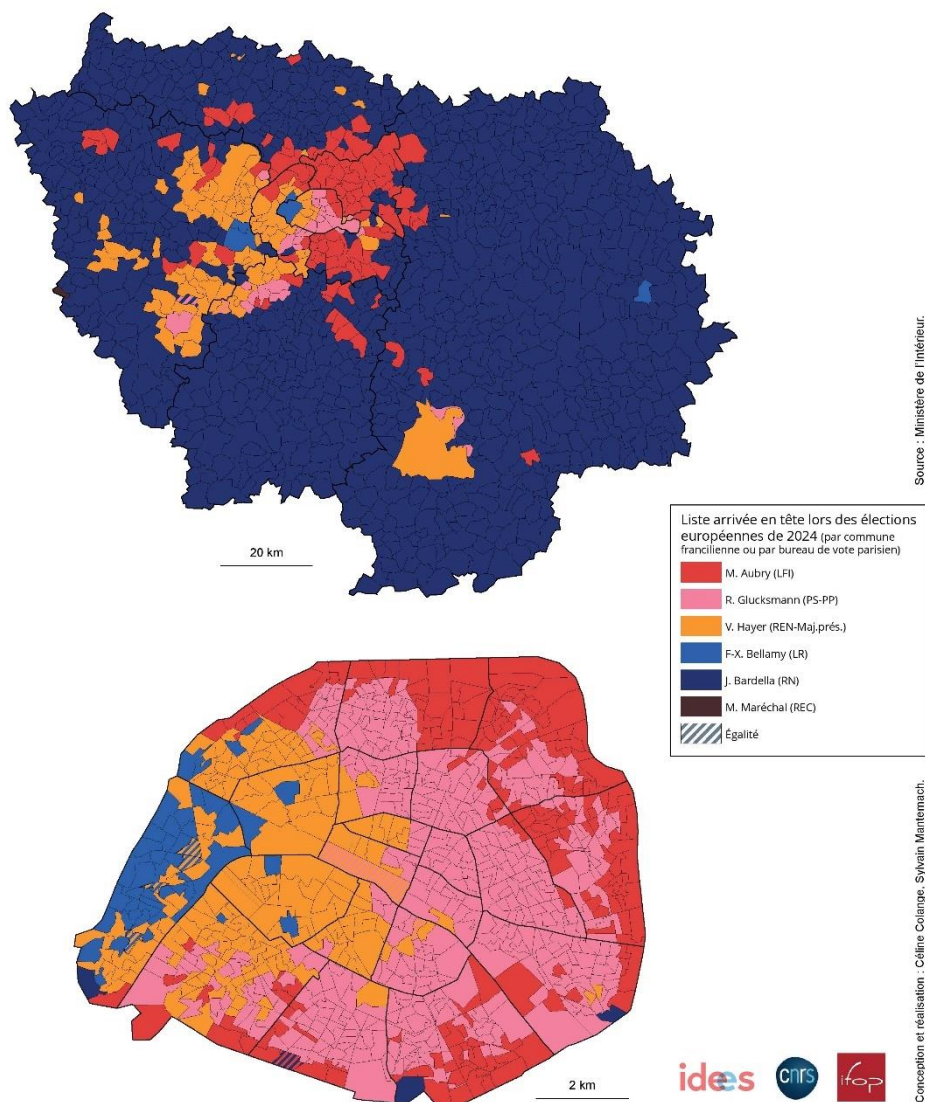 20 km
Source : Ministère de l'Intérieur.
Liste arrivée en tête lors des élections
européennes de 2024 (par commune
francilienne ou par bureau de vote parisien)
M. Aubry (LFI)
R. Glucksmann (PS-PP)
V. Hayer (REN-Maj.prés.)
F-X. Bellamy (LR)
J. Bardella (RN)
M. Maréchal (REC)
Égalité
Conception et réalisation : Céline Colange, Sylvain Manternach.
2 km
idees
cnrs
ifop